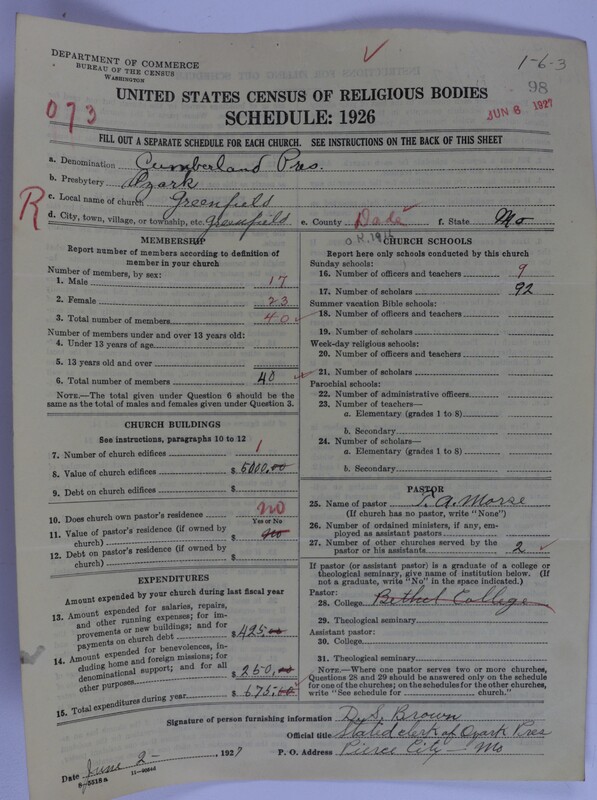 1-6-3
DEPARTMENT OF COMMERCE
BUREAU OF THE CENSUS
WASHINGTON
98
UNITED STATES CENSUS OF RELIGIOUS BODIES
JUN 8 1927
073
SCHEDULE: 1926
FILL OUT A SEPARATE SCHEDULE FOR EACH CHURCH. SEE INSTRUCTIONS ON THE BACK OF THIS SHEET
a. Denomination Cumberland Pres.
b. Presbytery Ozark
R
c. Local name of church Greenfield
d. City, town, village, or township, etc. Greenfield e. County Dade f. State Mo
MEMBERSHIP
Report number of members according to definition of
member in your church
Number of members, by sex:
1. Male 17
2. Female 23
3. Total number of members 40
Number of members under and over 13 years old:
4. Under 13 years of age
5. 13 years old and over
6. Total number of members 40
NOTE.—The total given under Question 6 should be the
same as the total of males and females given under Question 3.
CHURCH BUILDINGS
See instructions, paragraphs 10 to 12
7. Number of church edifices 1
8. Value of church edifices $ 5000.00
9. Debt on church edifices $
10. Does church own pastor's residence no
Yes or No
11. Value of pastor's residence (if owned by
church) $ no
12. Debt on pastor's residence (if owned by
church) $
EXPENDITURES
Amount expended by your church during last fiscal year
13. Amount expended for salaries, repairs,
and other running expenses; for im-
provements or new buildings; and for
payments on church debt $ 425.00
14. Amount expended for benevolences, in-
cluding home and foreign missions; for
denominational support; and for all
other purposes $ 250.00
15. Total expenditures during year $ 675.00
CHURCH SCHOOLS
Report here only schools conducted by this church
Sunday schools:
16. Number of officers and teachers 9
17. Number of scholars 92
Summer vacation Bible schools:
18. Number of officers and teachers
19. Number of scholars
Week-day religious schools:
20. Number of officers and teachers
21. Number of scholars
Parochial schools:
22. Number of administrative officers
23. Number of teachers—
a. Elementary (grades 1 to 8)
b. Secondary
24. Number of scholars—
a. Elementary (grades 1 to 8)
b. Secondary
PASTOR
25. Name of pastor T. A. Morse
(If church has no pastor, write "None")
26. Number of ordained ministers, if any, em-
ployed as assistant pastors
27. Number of other churches served by the
pastor or his assistants 2
If pastor (or assistant pastor) is a graduate of a college or
theological seminary, give name of institution below. (If
not a graduate, write "No" in the space indicated.)
Pastor:
28. College Bethel College
29. Theological seminary
Assistant pastor:
30. College
31. Theological seminary
NOTE.—Where one pastor serves two or more churches,
Questions 28 and 29 should be answered only on the schedule
for one of the churches; on the schedules for the other churches,
write "See schedule for church."
Signature of person furnishing information D. S. Brown
Official title Stated clerk of Ozark Pres
Date June 2- 1927 P. O. Address Pierce City - Mo
8-5518a